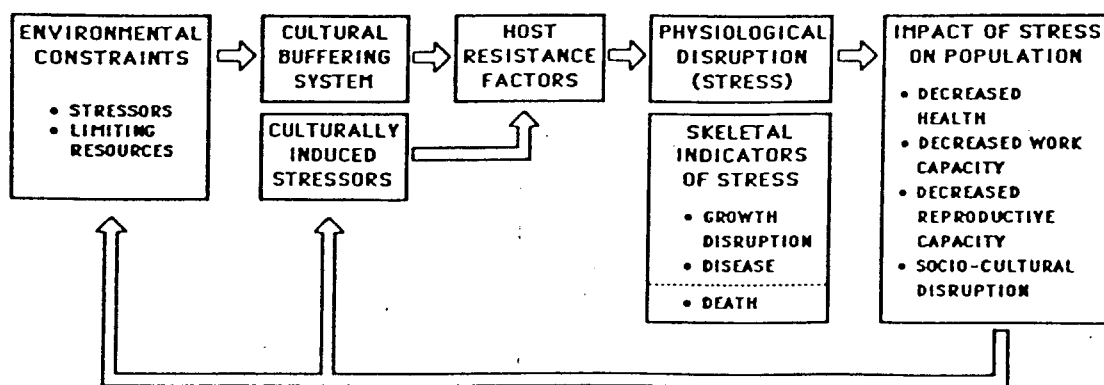 ENVIRONMENTAL
CONSTRAINTS
• STRESSORS
• LIMITING
RESOURCES
CULTURAL
BUFFERING
SYSTEM
CULTURALLY
INDUCED
STRESSORS
HOST
RESISTANCE
FACTORS
PHYSIOLOGICAL
DISRUPTION
(STRESS)
SKELETAL
INDICATORS
OF STRESS
• GROWTH
DISRUPTION
• DISEASE
• DEATH
IMPACT OF STRESS
ON POPULATION
• DECREASED
HEALTH
• DECREASED WORK
CAPACITY
• DECREASED
REPRODUCTIVE
CAPACITY
• SOCIO-CULTURAL
DISRUPTION